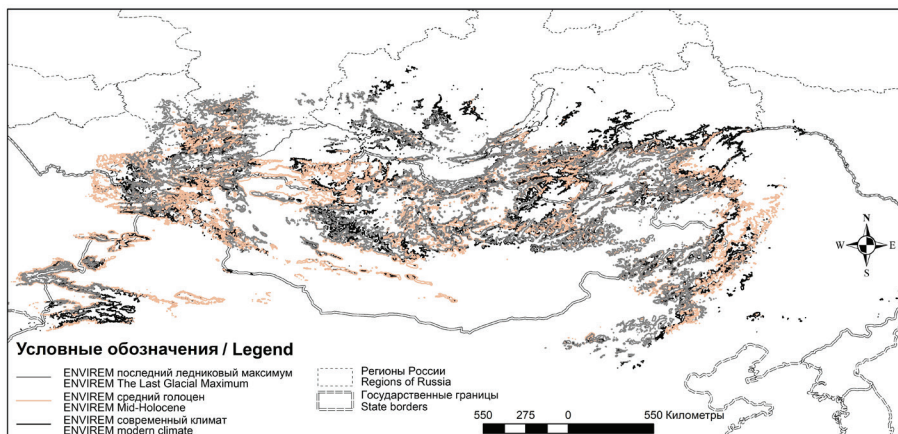 N
W E
S
Условные обозначения / Legend
ENVIREM последний ледниковый максимум
ENVIREM The Last Glacial Maximum
ENVIREM средний голоцен
ENVIREM Mid-Holocene
ENVIREM современный климат
ENVIREM modern climate
Регионы России
Regions of Russia
Государственные границы
State borders
550 275 0 550 Километры